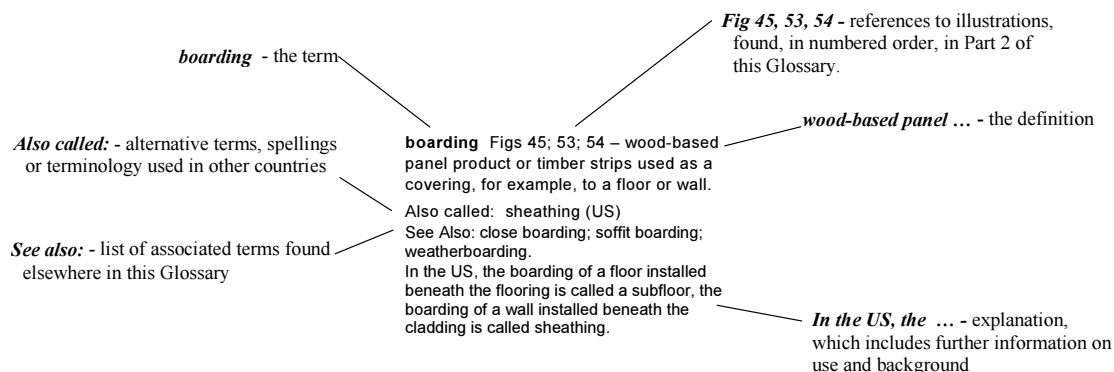 Fig 45, 53, 54 - references to illustrations,
found, in numbered order, in Part 2 of
this Glossary.
boarding - the term
wood-based panel … - the definition
Also called: - alternative terms, spellings
or terminology used in other countries
boarding Figs 45; 53; 54 – wood-based
panel product or timber strips used as a
covering, for example, to a floor or wall.
Also called: sheathing (US)
See Also: close boarding; soffit boarding;
weatherboarding.
In the US, the boarding of a floor installed
beneath the flooring is called a subfloor, the
boarding of a wall installed beneath the
cladding is called sheathing.
See also: - list of associated terms found
elsewhere in this Glossary
In the US, the … - explanation,
which includes further information on
use and background